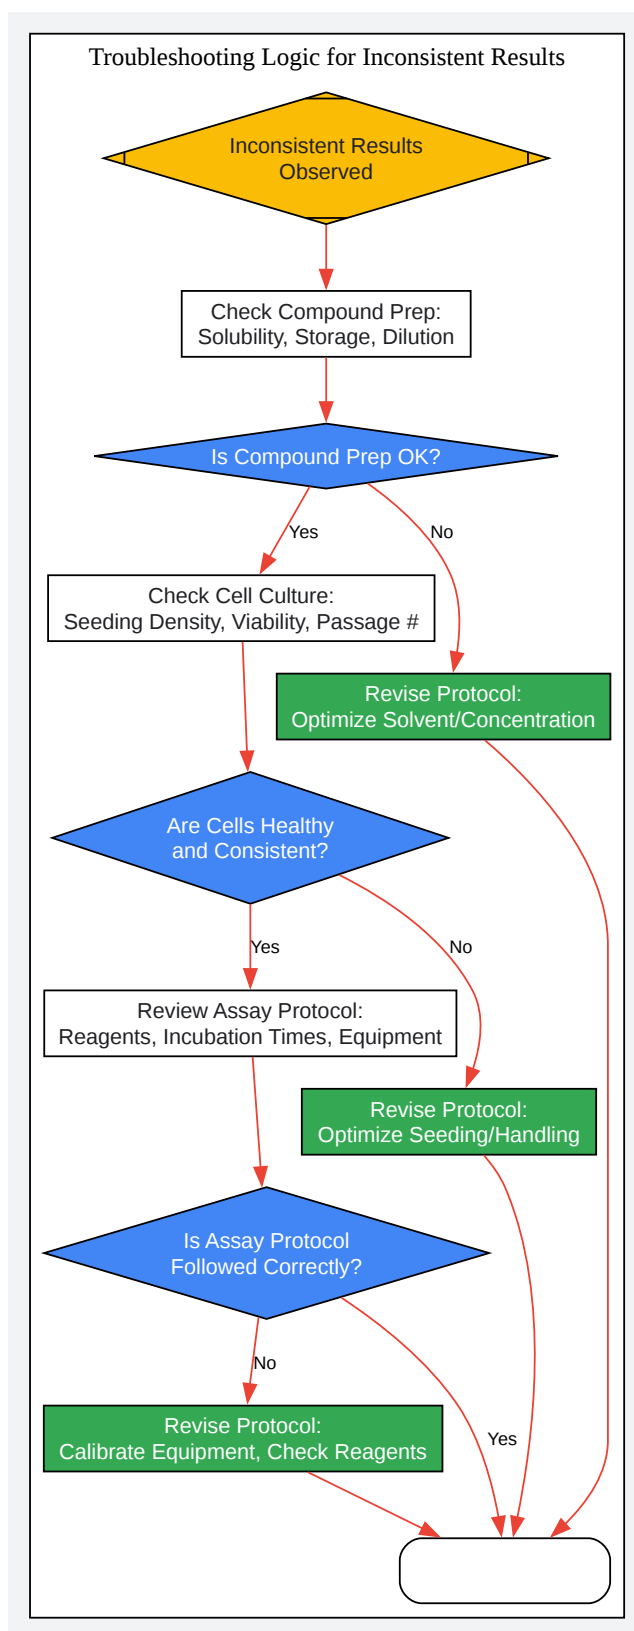 Troubleshooting Logic for Inconsistent Results
Inconsistent Results
Observed
Check Compound Prep:
Solubility, Storage, Dilution
Is Compound Prep OK?
Yes
No
Check Cell Culture:
Seeding Density, Viability, Passage #
Revise Protocol:
Optimize Solvent/Concentration
Are Cells Healthy
and Consistent?
Yes
No
Review Assay Protocol:
Reagents, Incubation Times, Equipment
Revise Protocol:
Optimize Seeding/Handling
Is Assay Protocol
Followed Correctly?
No
Yes
Revise Protocol:
Calibrate Equipment, Check Reagents